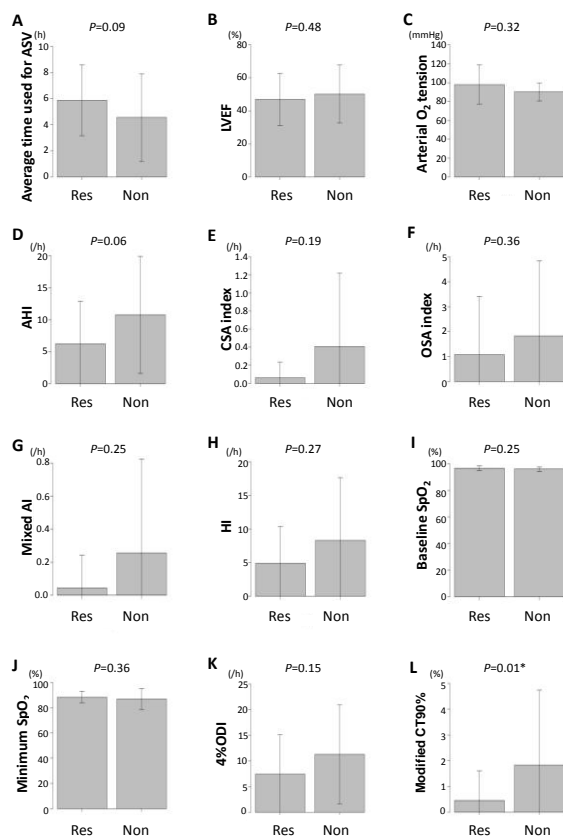 A
P=0.09
(h)
Average time used for ASV
10
8
6
4
2
0
Res
Non
B
P=0.48
(%)
LVEF
80
60
40
20
0
Res
Non
C
P=0.32
(mmHg)
Arterial O2 tension
140
120
100
80
60
40
20
0
Res
Non
D
P=0.06
(/h)
AHI
20
15
10
5
0
Res
Non
E
P=0.19
(/h)
CSA index
1.4
1.2
1.0
0.8
0.6
0.4
0.2
0.0
Res
Non
F
P=0.36
(/h)
OSA index
5
4
3
2
1
0
Res
Non
G
P=0.25
(/h)
Mixed AI
0.8
0.6
0.4
0.2
0.0
Res
Non
H
P=0.27
(/h)
HI
20
15
10
5
0
Res
Non
I
P=0.25
(%)
Baseline SpO2
100
80
60
40
20
0
Res
Non
J
P=0.36
(%)
Minimum SpO2
100
80
60
40
20
0
Res
Non
K
P=0.15
(/h)
4%ODI
25
20
15
10
5
0
Res
Non
L
P=0.01*
(%)
Modified CT90%
5
4
3
2
1
0
Res
Non